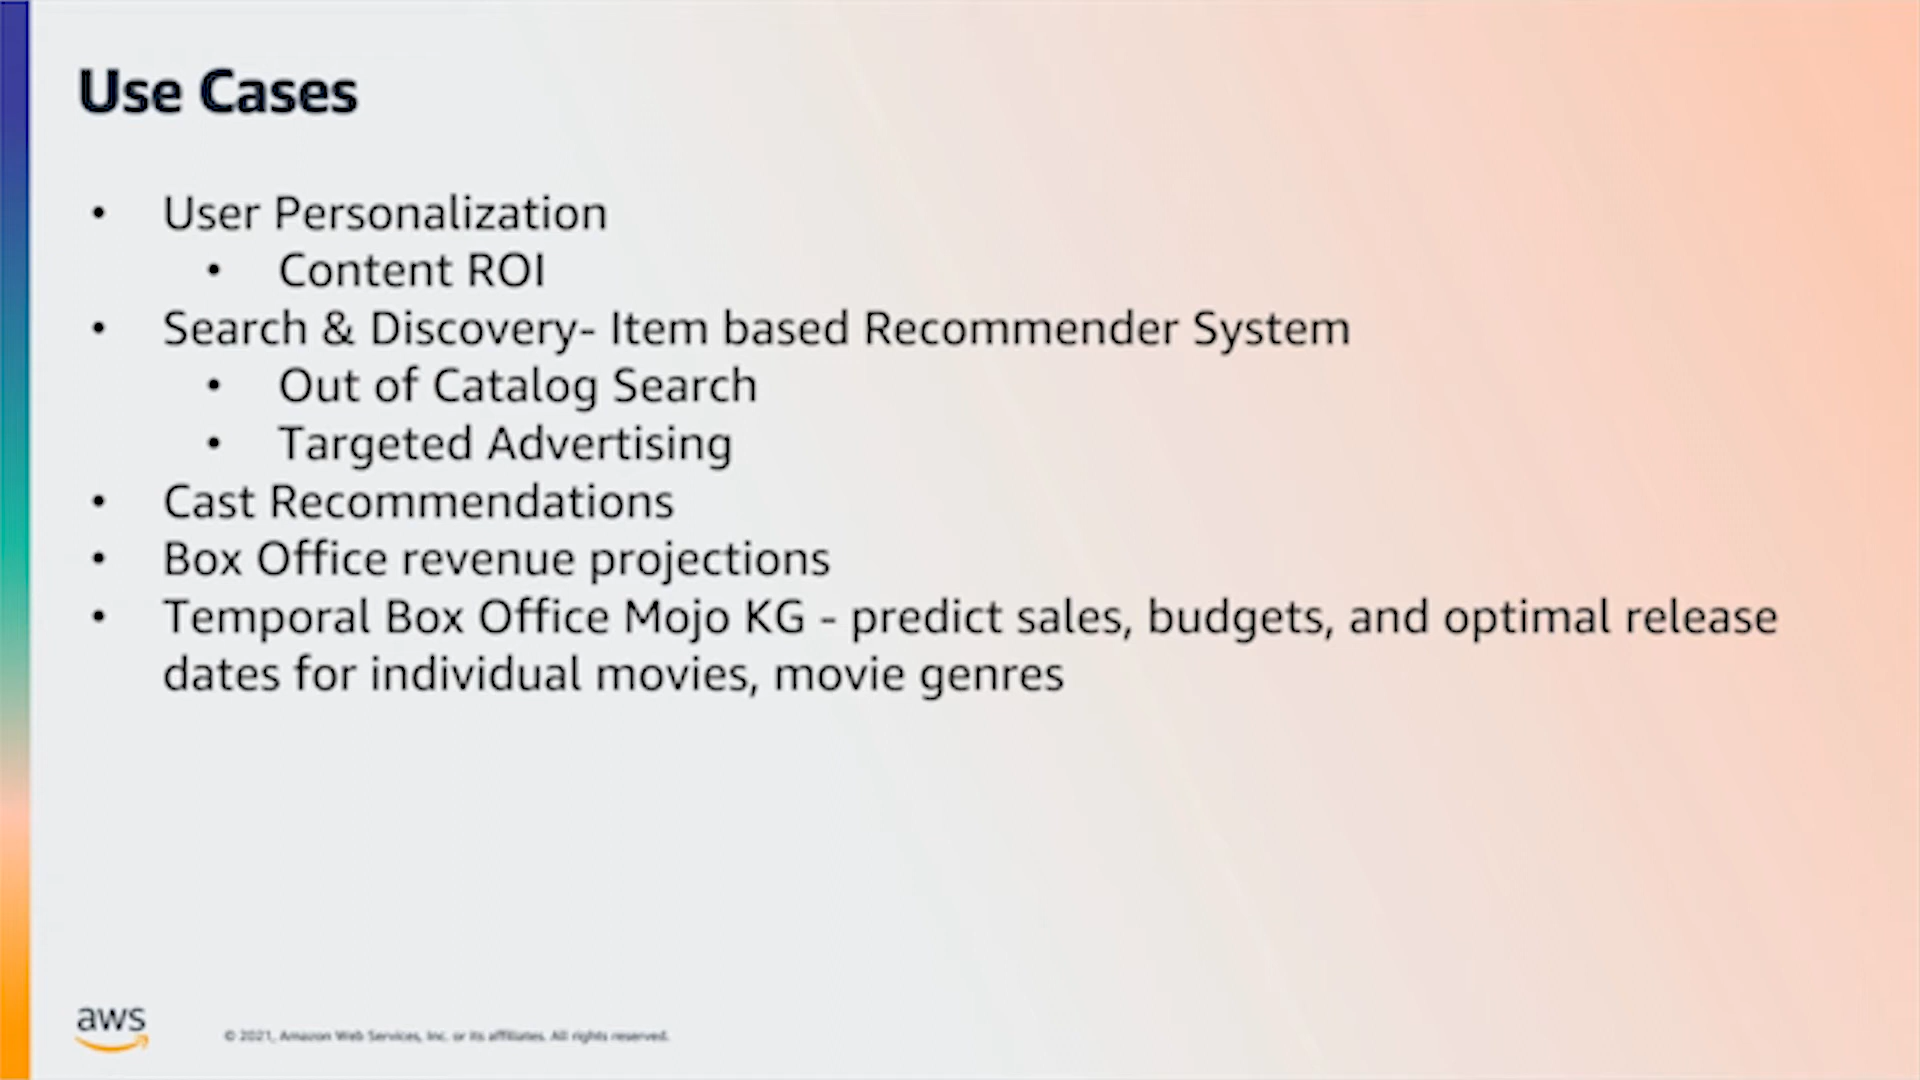 Use Cases
• User Personalization
• Content ROI
• Search & Discovery- Item based Recommender System
• Out of Catalog Search
• Targeted Advertising
• Cast Recommendations
• Box Office revenue projections
• Temporal Box Office Mojo KG - predict sales, budgets, and optimal release
dates for individual movies, movie genres
aws
© 2021, Amazon Web Services, Inc. or its affiliates. All rights reserved.